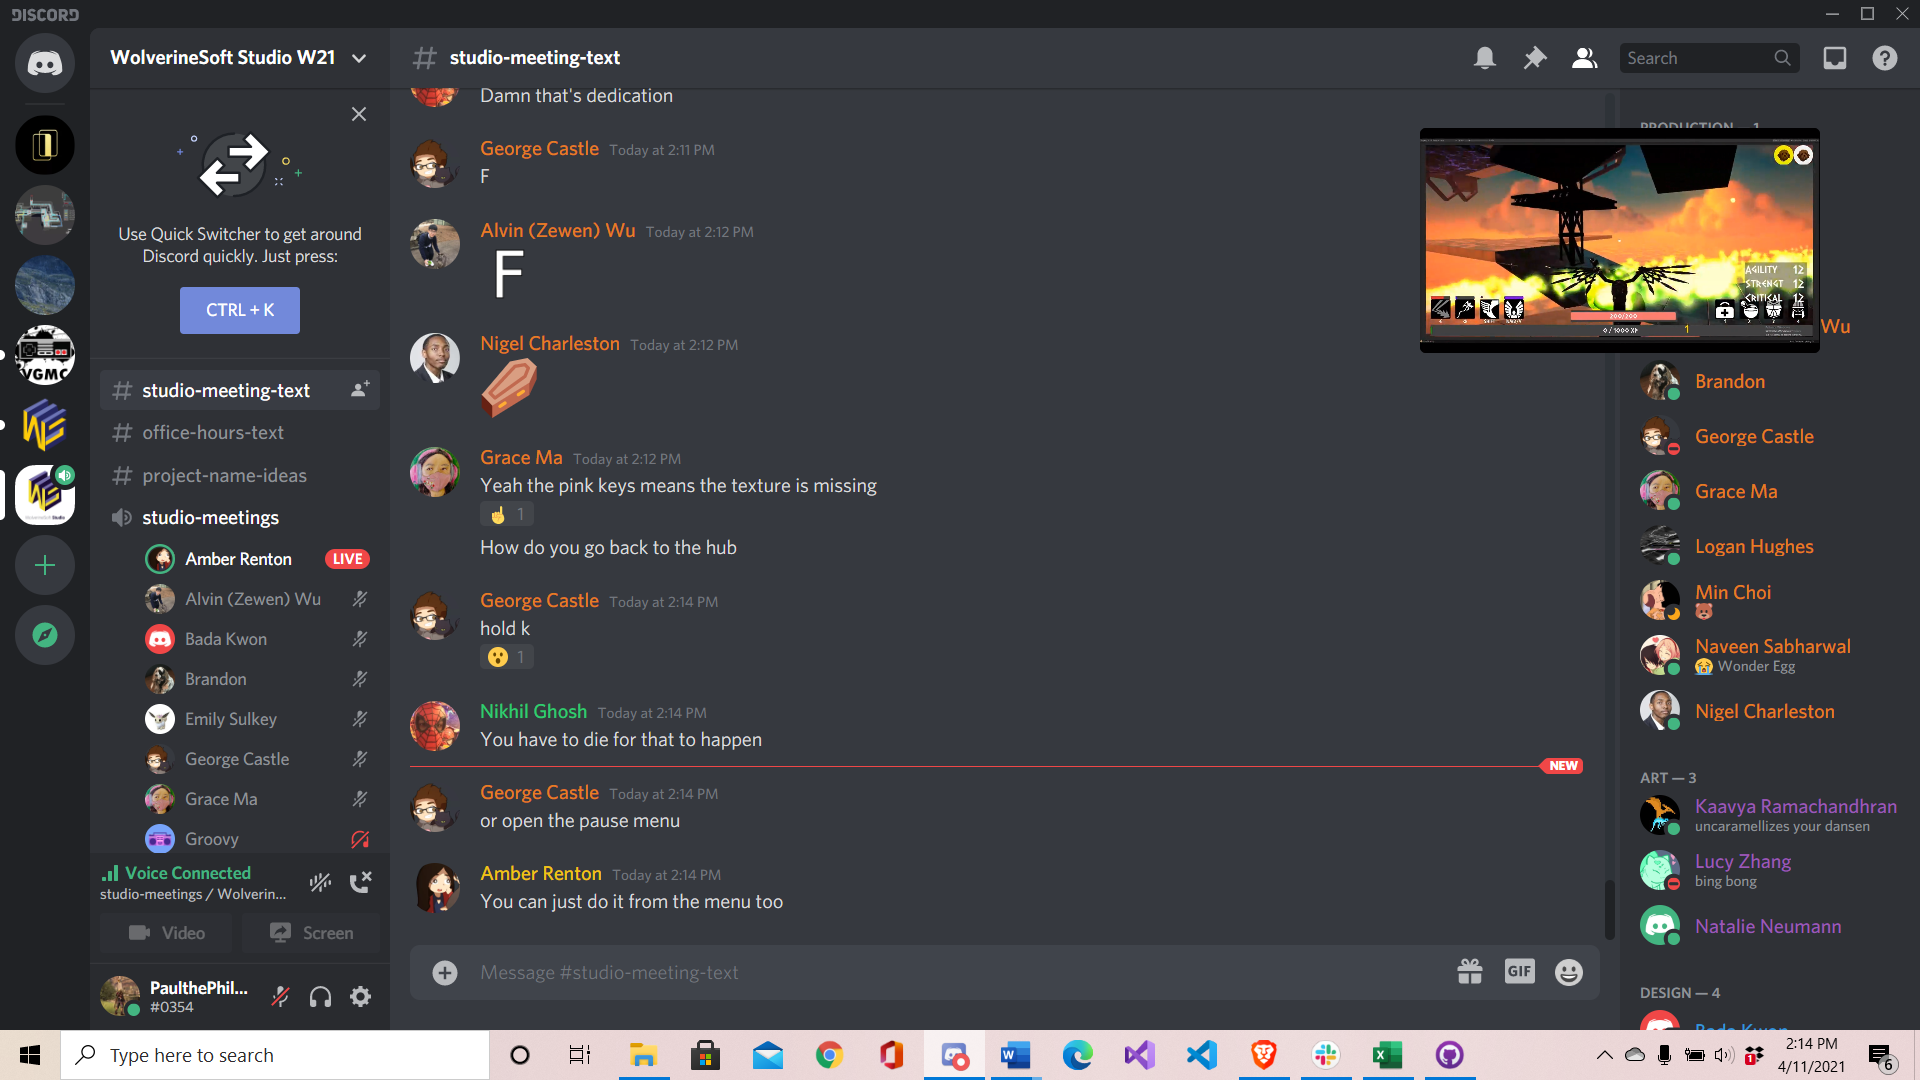 DISCORD
WolverineSoft Studio W21
Use Quick Switcher to get around
Discord quickly. Just press:
CTRL + K
studio-meeting-text
office-hours-text
project-name-ideas
studio-meetings
Amber Renton LIVE
Alvin (Zewen) Wu
Bada Kwon
Brandon
Emily Sulkey
George Castle
Grace Ma
Groovy
Voice Connected
studio-meetings / Wolverin...
Video Screen
PaulthePhil...
#0354
VGMC
# studio-meeting-text
Search
Damn that's dedication
George Castle Today at 2:11 PM
F
Alvin (Zewen) Wu Today at 2:12 PM
F
Nigel Charleston Today at 2:12 PM
Grace Ma Today at 2:12 PM
Yeah the pink keys means the texture is missing
1
How do you go back to the hub
George Castle Today at 2:14 PM
hold k
1
Nikhil Ghosh Today at 2:14 PM
You have to die for that to happen
NEW
George Castle Today at 2:14 PM
or open the pause menu
Amber Renton Today at 2:14 PM
You can just do it from the menu too
Message #studio-meeting-text
GIF
PRODUCTION — 1
AGILITY 12
STRENGT 12
CRITICAL 12
200/200
0 / 1000 XP 1
Wu
Brandon
George Castle
Grace Ma
Logan Hughes
Min Choi
Naveen Sabharwal
Wonder Egg
Nigel Charleston
ART — 3
Kaavya Ramachandhran
uncaramellizes your dansen
Lucy Zhang
bing bong
Natalie Neumann
DESIGN — 4
Bada Kwon
Type here to search
2:14 PM
4/11/2021
6